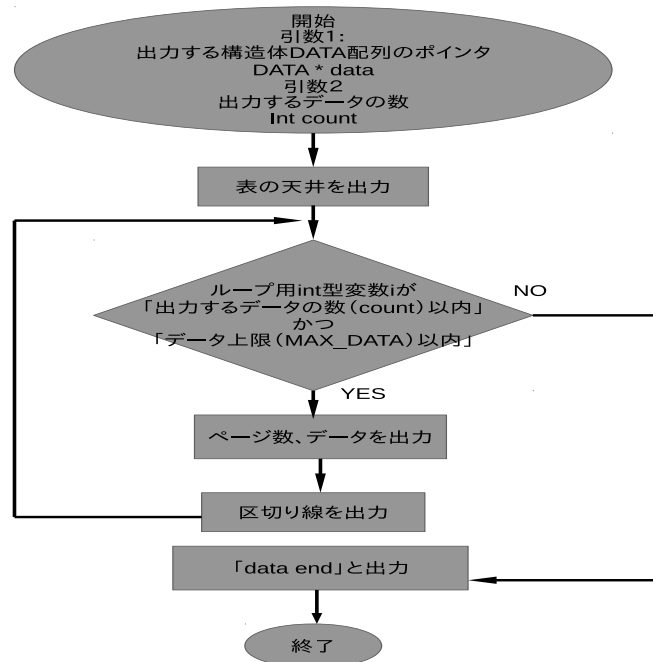 開始
引数1:
出力する構造体DATA配列のポインタ
DATA * data
引数2
出力するデータの数
Int count
表の天井を出力
ループ用int型変数iが
「出力するデータの数(count)以内」
かつ
「データ上限(MAX_DATA)以内」
NO
YES
ページ数、データを出力
区切り線を出力
「data end」と出力
終了